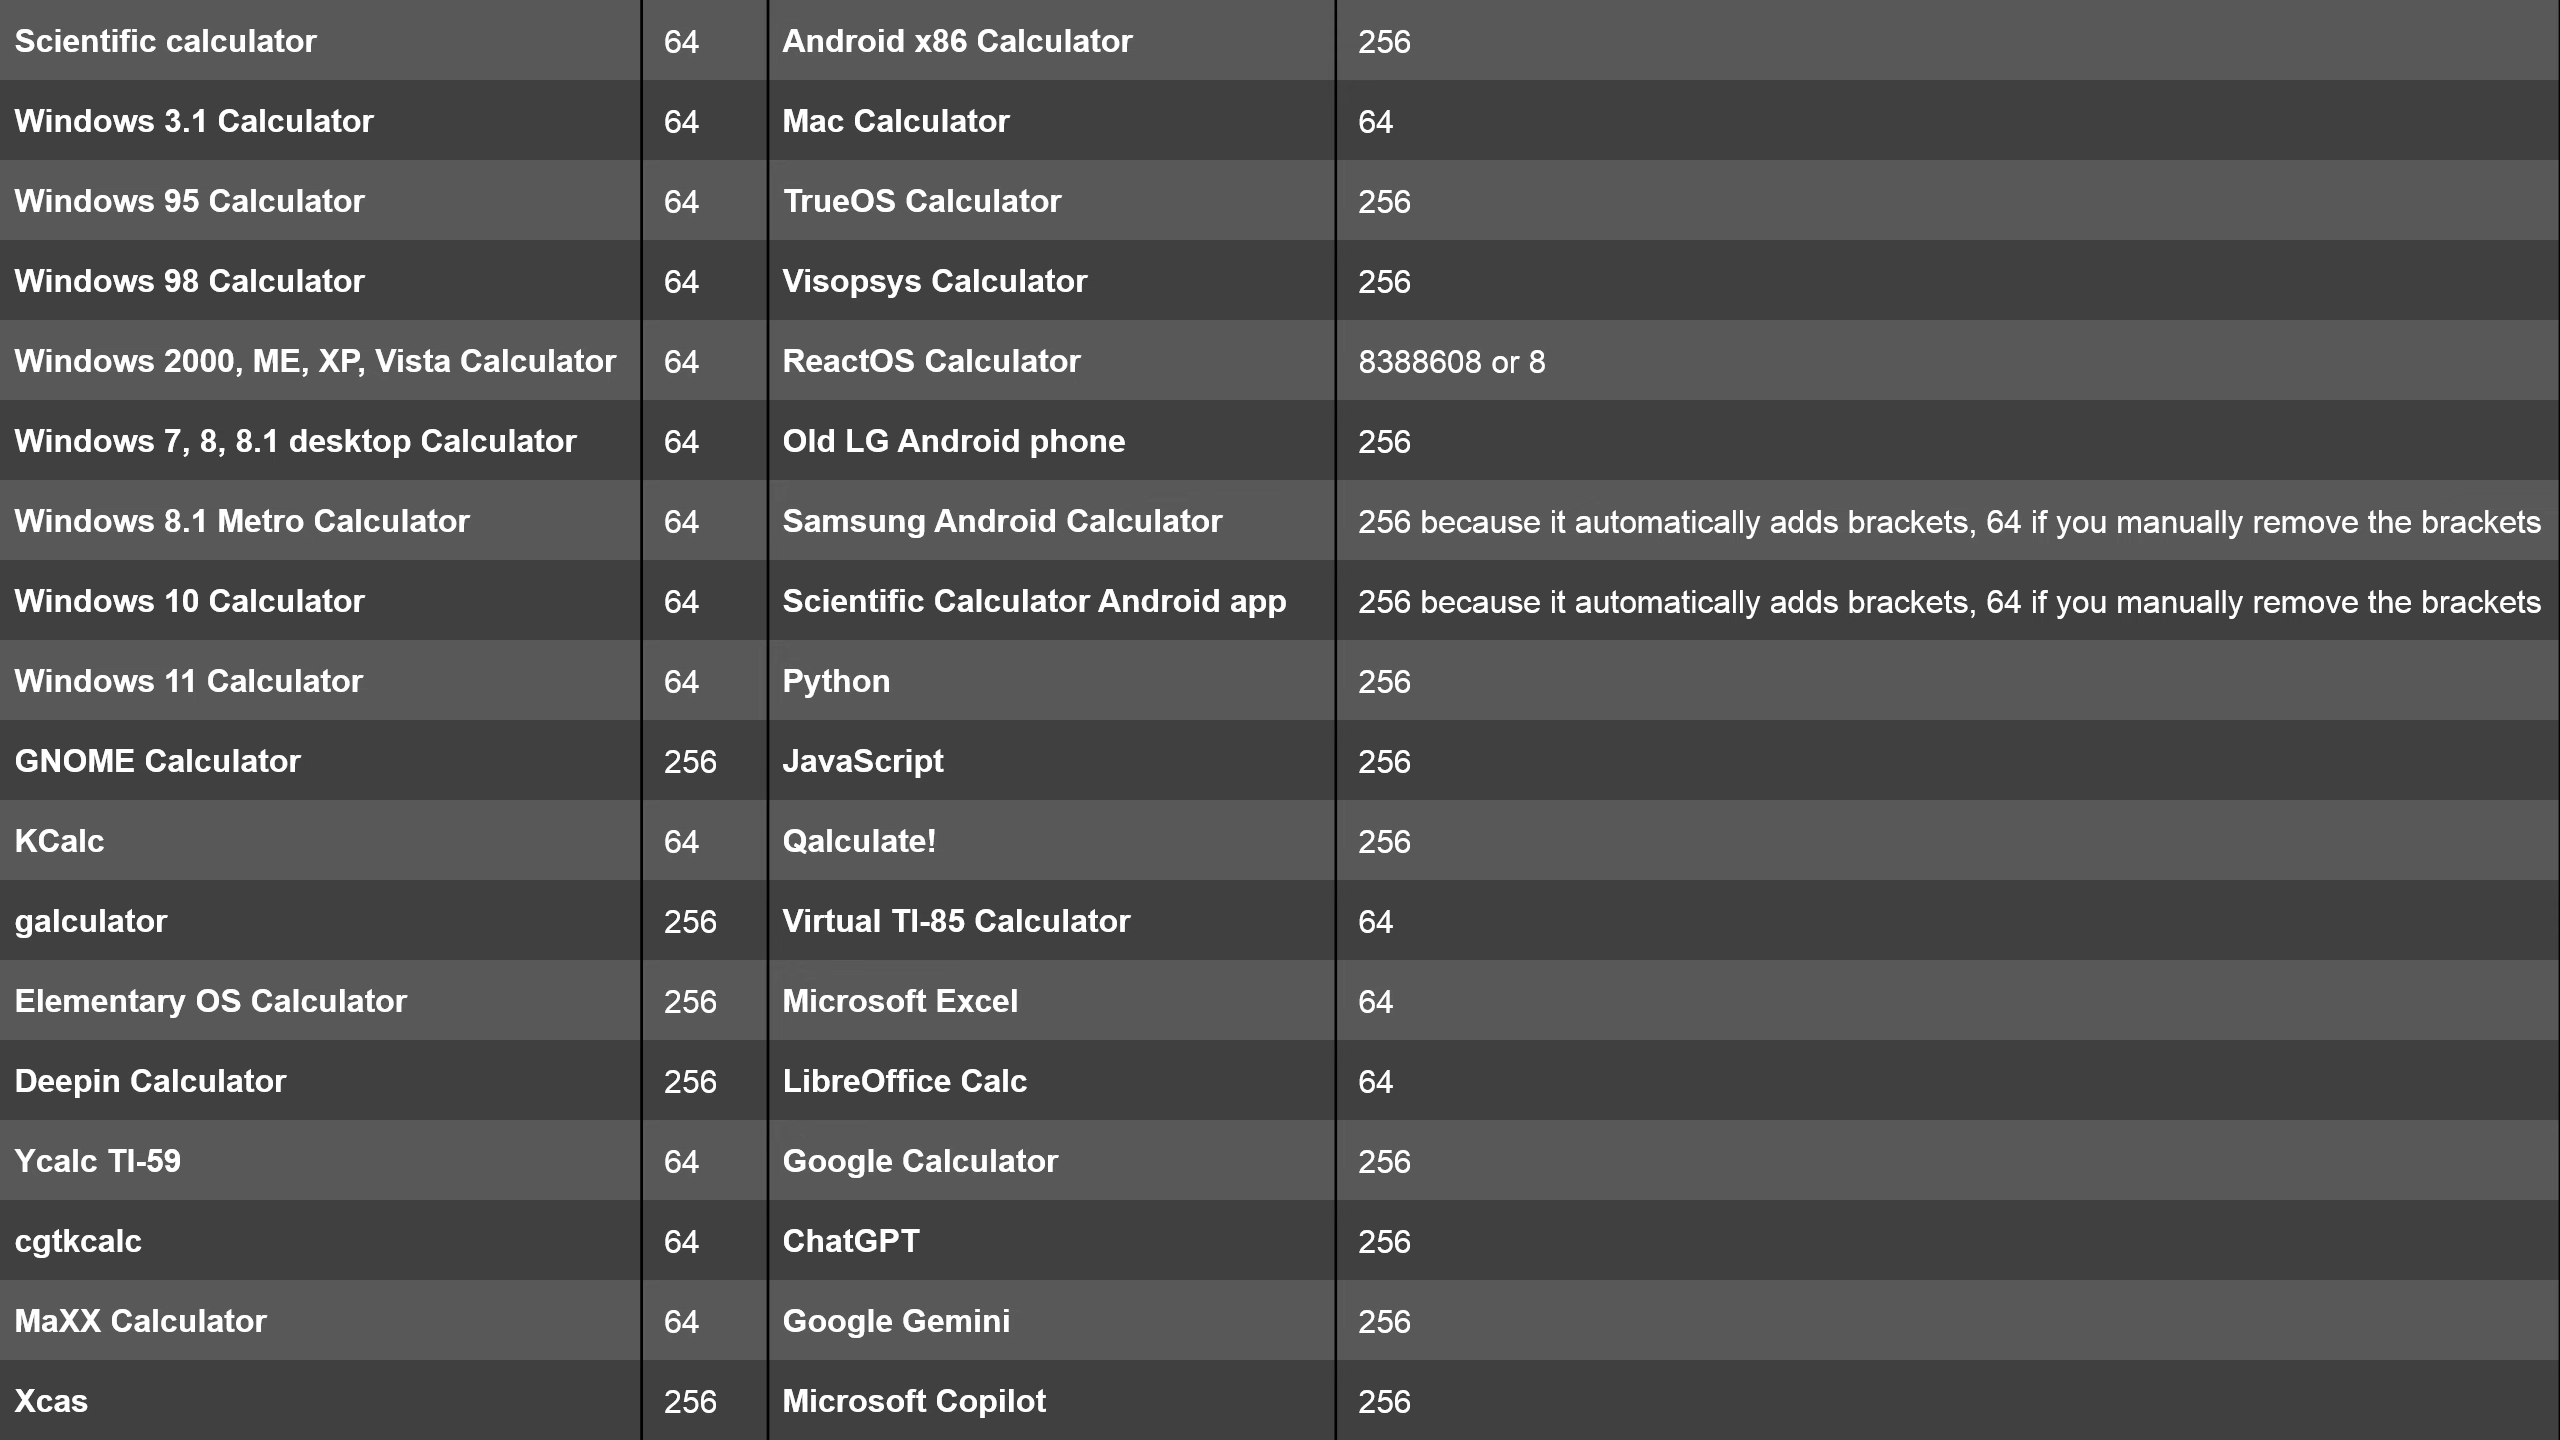 Scientific calculator 64 Android x86 Calculator 256
Windows 3.1 Calculator 64 Mac Calculator 64
Windows 95 Calculator 64 TrueOS Calculator 256
Windows 98 Calculator 64 Visopsys Calculator 256
Windows 2000, ME, XP, Vista Calculator 64 ReactOS Calculator 8388608 or 8
Windows 7, 8, 8.1 desktop Calculator 64 Old LG Android phone 256
Windows 8.1 Metro Calculator 64 Samsung Android Calculator 256 because it automatically adds brackets, 64 if you manually remove the brackets
Windows 10 Calculator 64 Scientific Calculator Android app 256 because it automatically adds brackets, 64 if you manually remove the brackets
Windows 11 Calculator 64 Python 256
GNOME Calculator 256 JavaScript 256
KCalc 64 Qalculate! 256
galculator 256 Virtual TI-85 Calculator 64
Elementary OS Calculator 256 Microsoft Excel 64
Deepin Calculator 256 LibreOffice Calc 64
Ycalc TI-59 64 Google Calculator 256
cgtkcalc 64 ChatGPT 256
MaXX Calculator 64 Google Gemini 256
Xcas 256 Microsoft Copilot 256